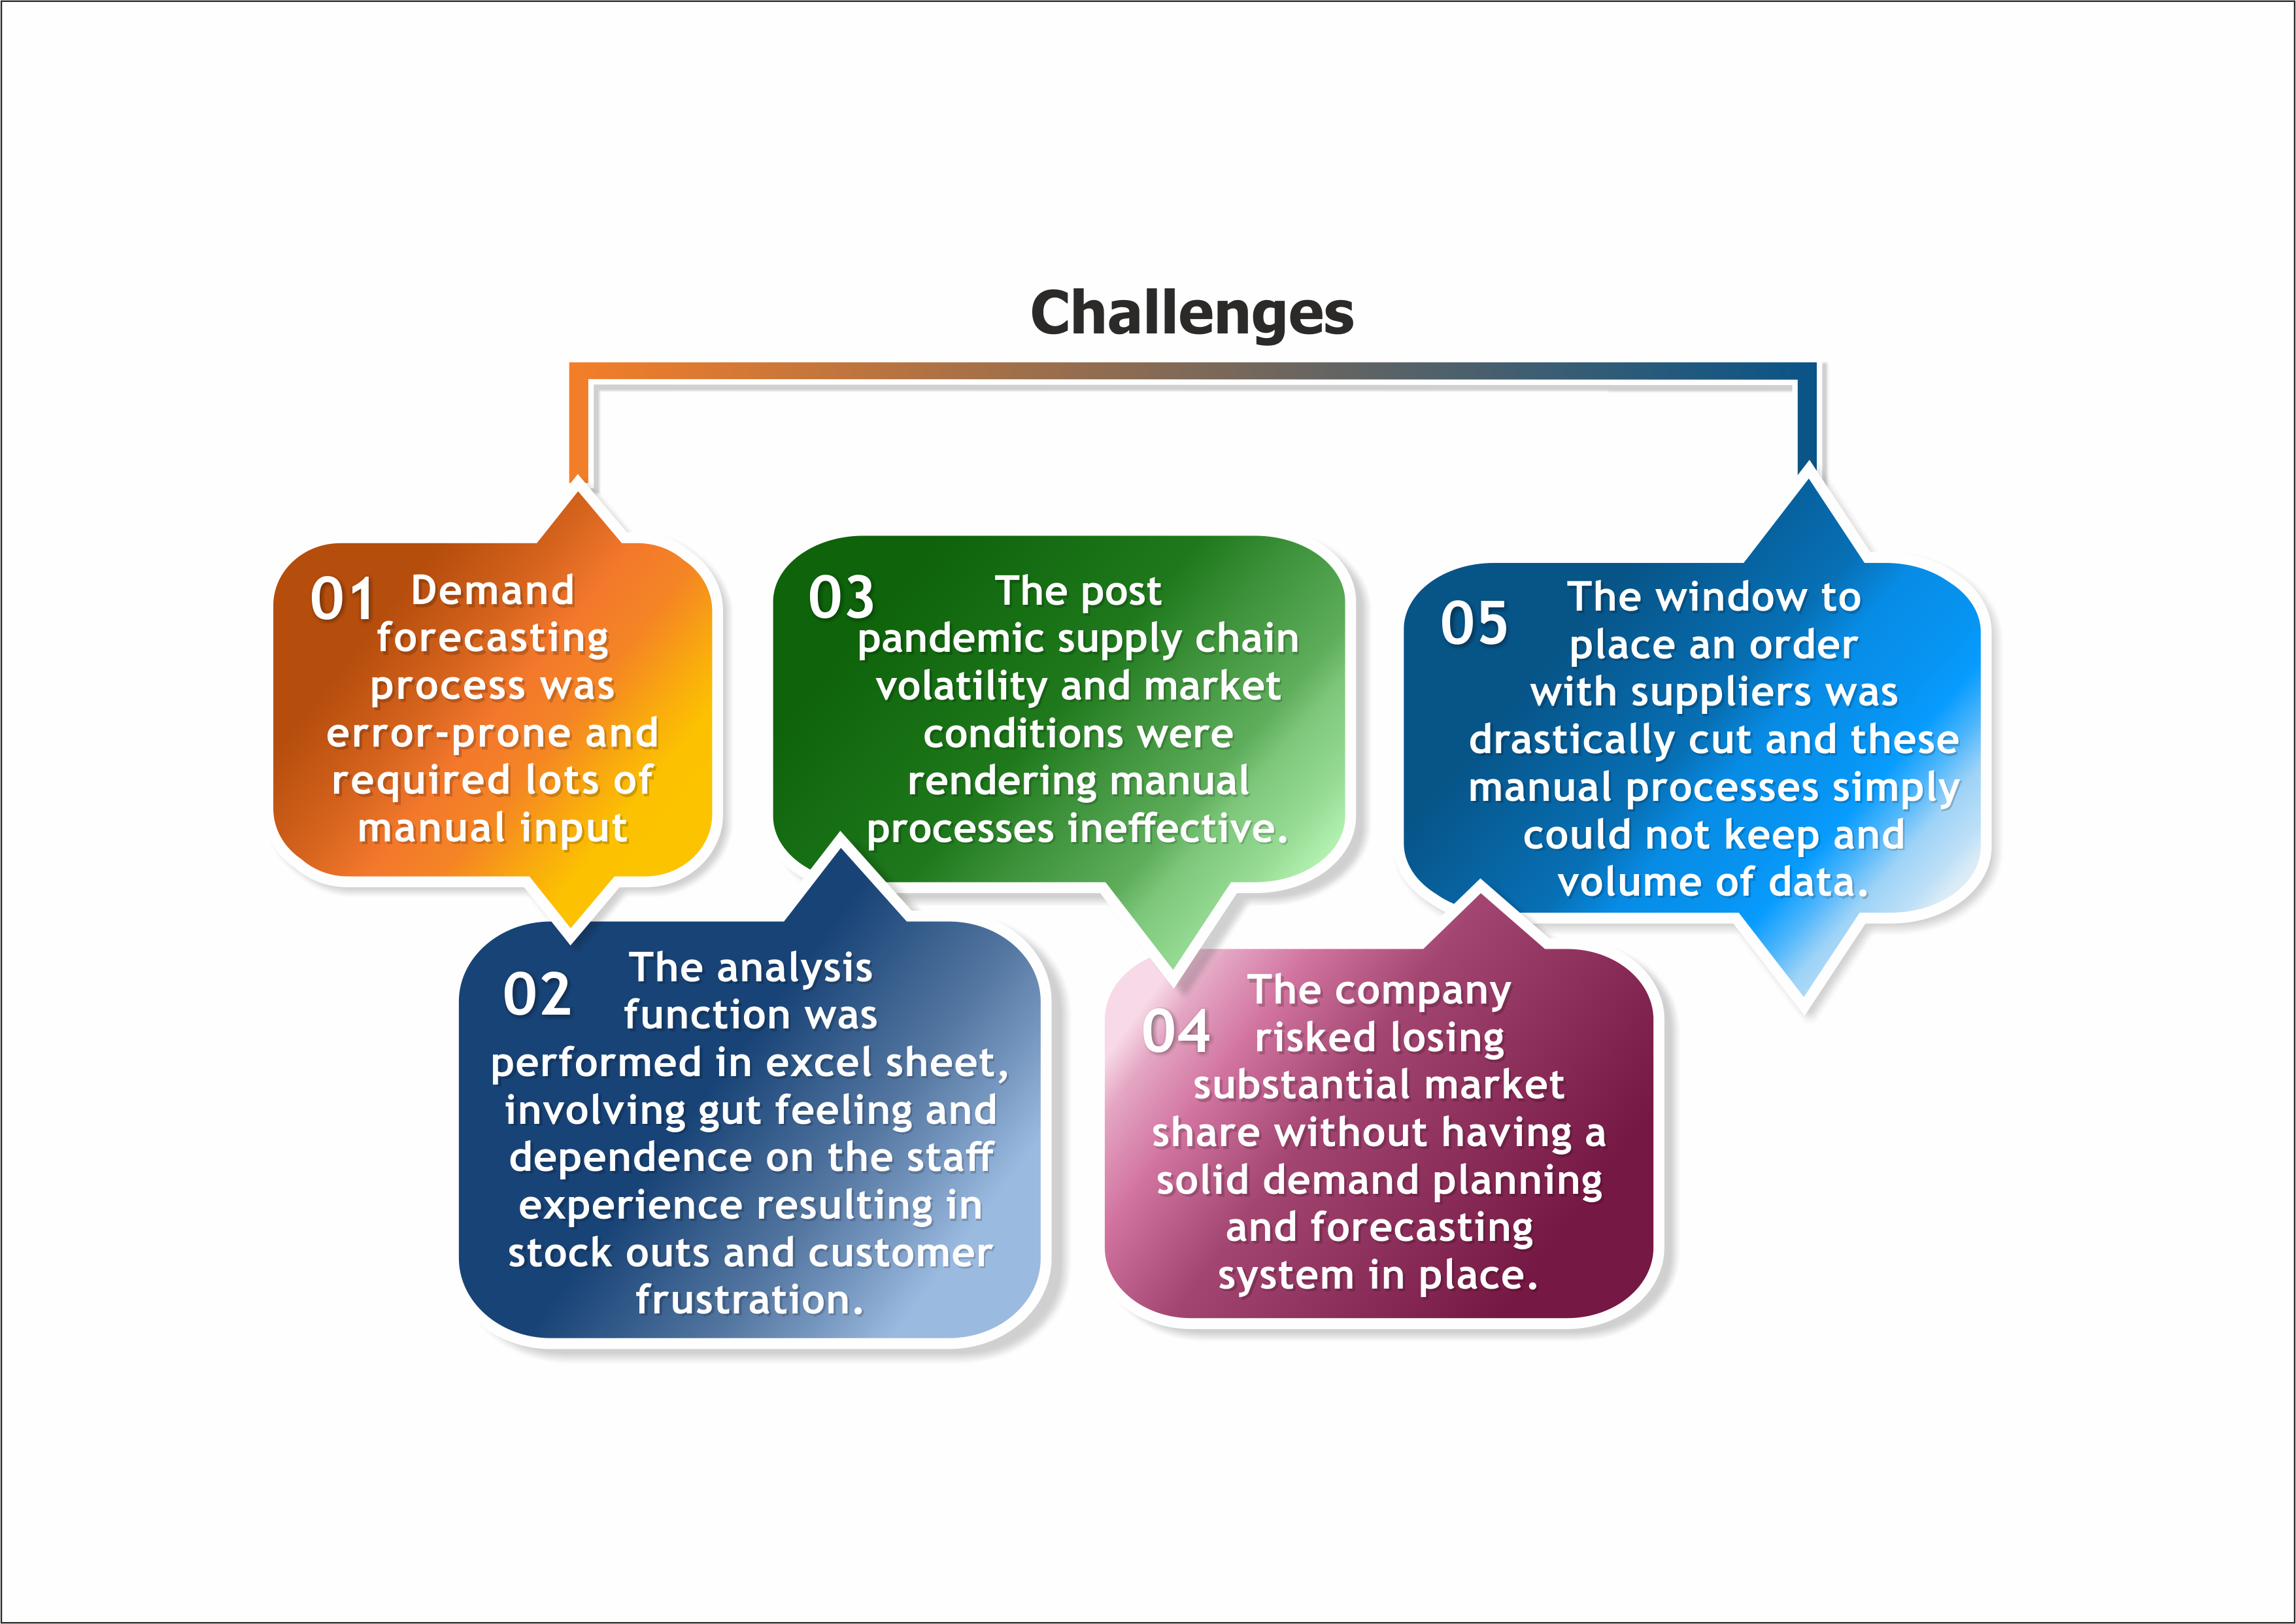 Challenges
01
Demand
forecasting
process was
error-prone and
required lots of
manual input
02
The analysis
function was
performed in excel sheet,
involving gut feeling and
dependence on the staff
experience resulting in
stock outs and customer
frustration.
03
The post
pandemic supply chain
volatility and market
conditions were
rendering manual
processes ineffective.
04
The company
risked losing
substantial market
share without having a
solid demand planning
and forecasting
system in place.
05
The window to
place an order
with suppliers was
drastically cut and these
manual processes simply
could not keep and
volume of data.